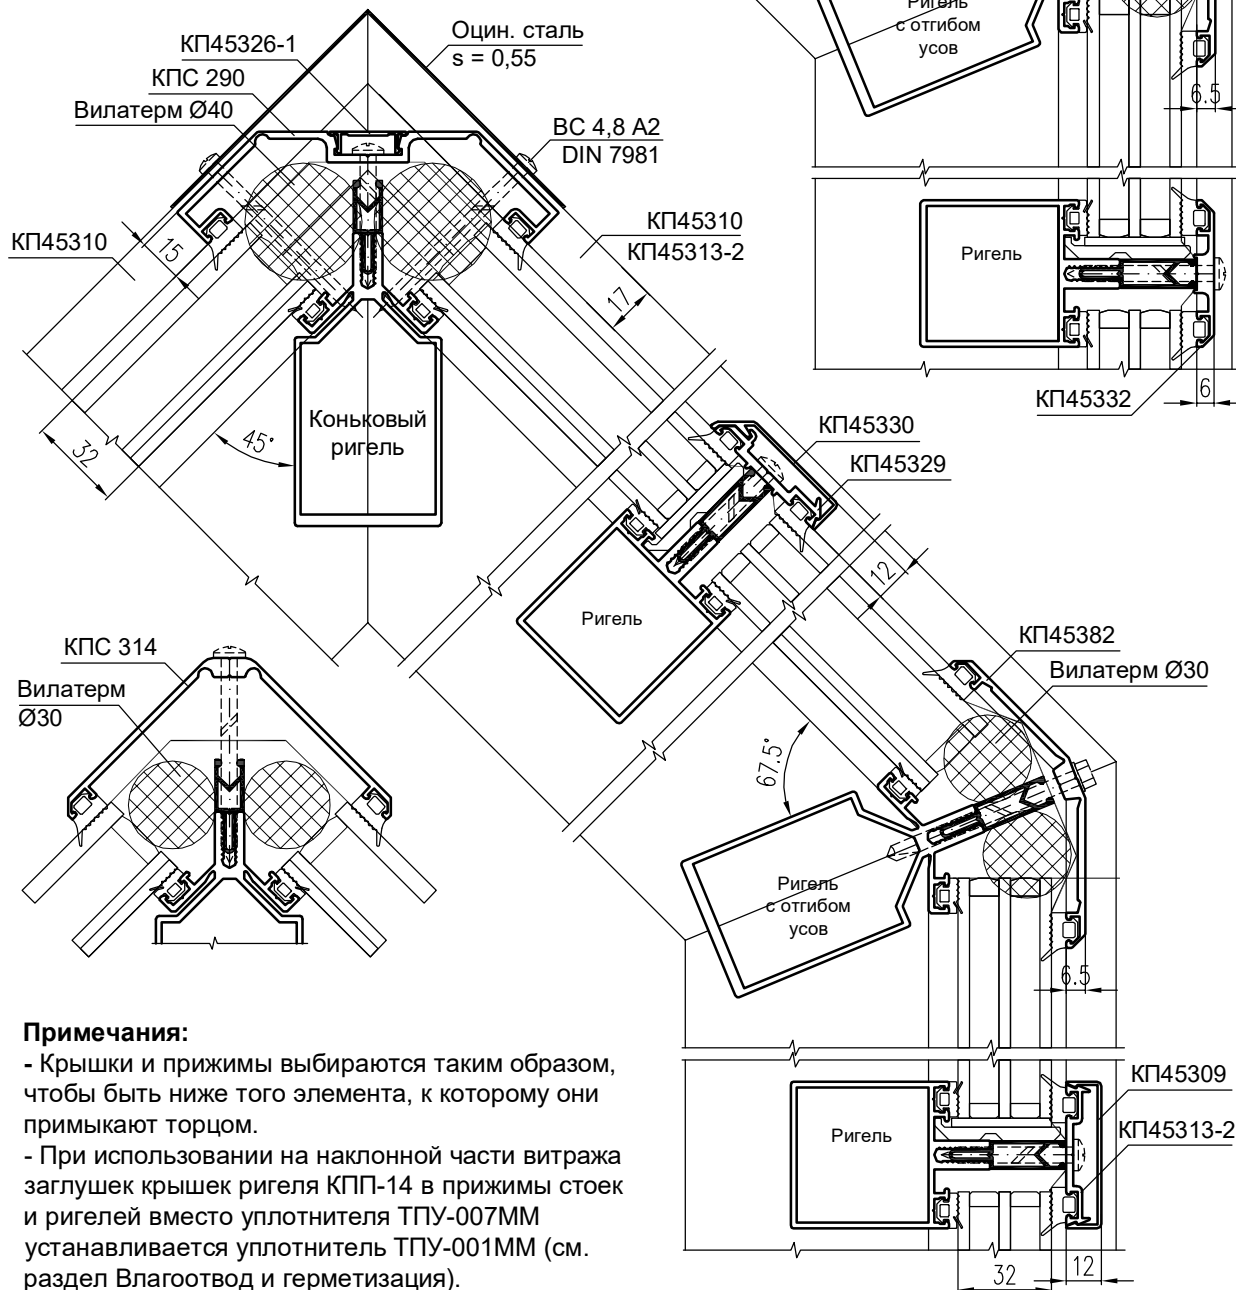 Оцин. сталь
s = 0,55
КП45326-1
КПС 290
Вилатерм Ø40
ВС 4,8 А2
DIN 7981
КП45310
15
КП45310
КП45313-2
17
32
45°
Коньковый
ригель
Ригель
с отгибом
усов
6.5
Ригель
КП45332
6
КП45330
КП45329
12
Ригель
КПС 314
Вилатерм
Ø30
КП45382
Вилатерм Ø30
67.5°
Ригель
с отгибом
усов
6.5
КП45309
КП45313-2
Ригель
32
12
Примечания:
- Крышки и прижимы выбираются таким образом,
чтобы быть ниже того элемента, к которому они
примыкают торцом.
- При использовании на наклонной части витража
заглушек крышек ригеля КПП-14 в прижимы стоек
и ригелей вместо уплотнителя ТПУ-007ММ
устанавливается уплотнитель ТПУ-001ММ (см.
раздел Влагоотвод и герметизация).